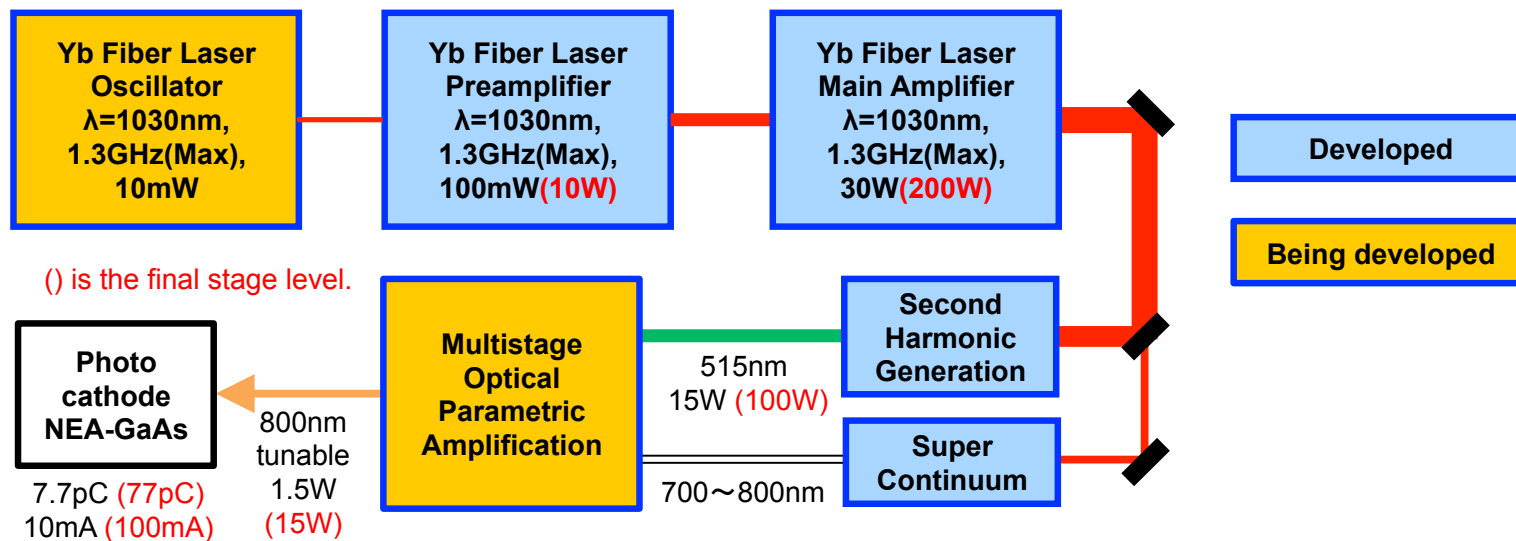 Yb Fiber Laser
Oscillator
λ=1030nm,
1.3GHz(Max),
10mW
Yb Fiber Laser
Preamplifier
λ=1030nm,
1.3GHz(Max),
100mW(10W)
Yb Fiber Laser
Main Amplifier
λ=1030nm,
1.3GHz(Max),
30W(200W)
Developed
Being developed
() is the final stage level.
Photo
cathode
NEA-GaAs
7.7pC (77pC)
10mA (100mA)
800nm
tunable
1.5W
(15W)
Multistage
Optical
Parametric
Amplification
515nm
15W (100W)
700～800nm
Second
Harmonic
Generation
Super
Continuum